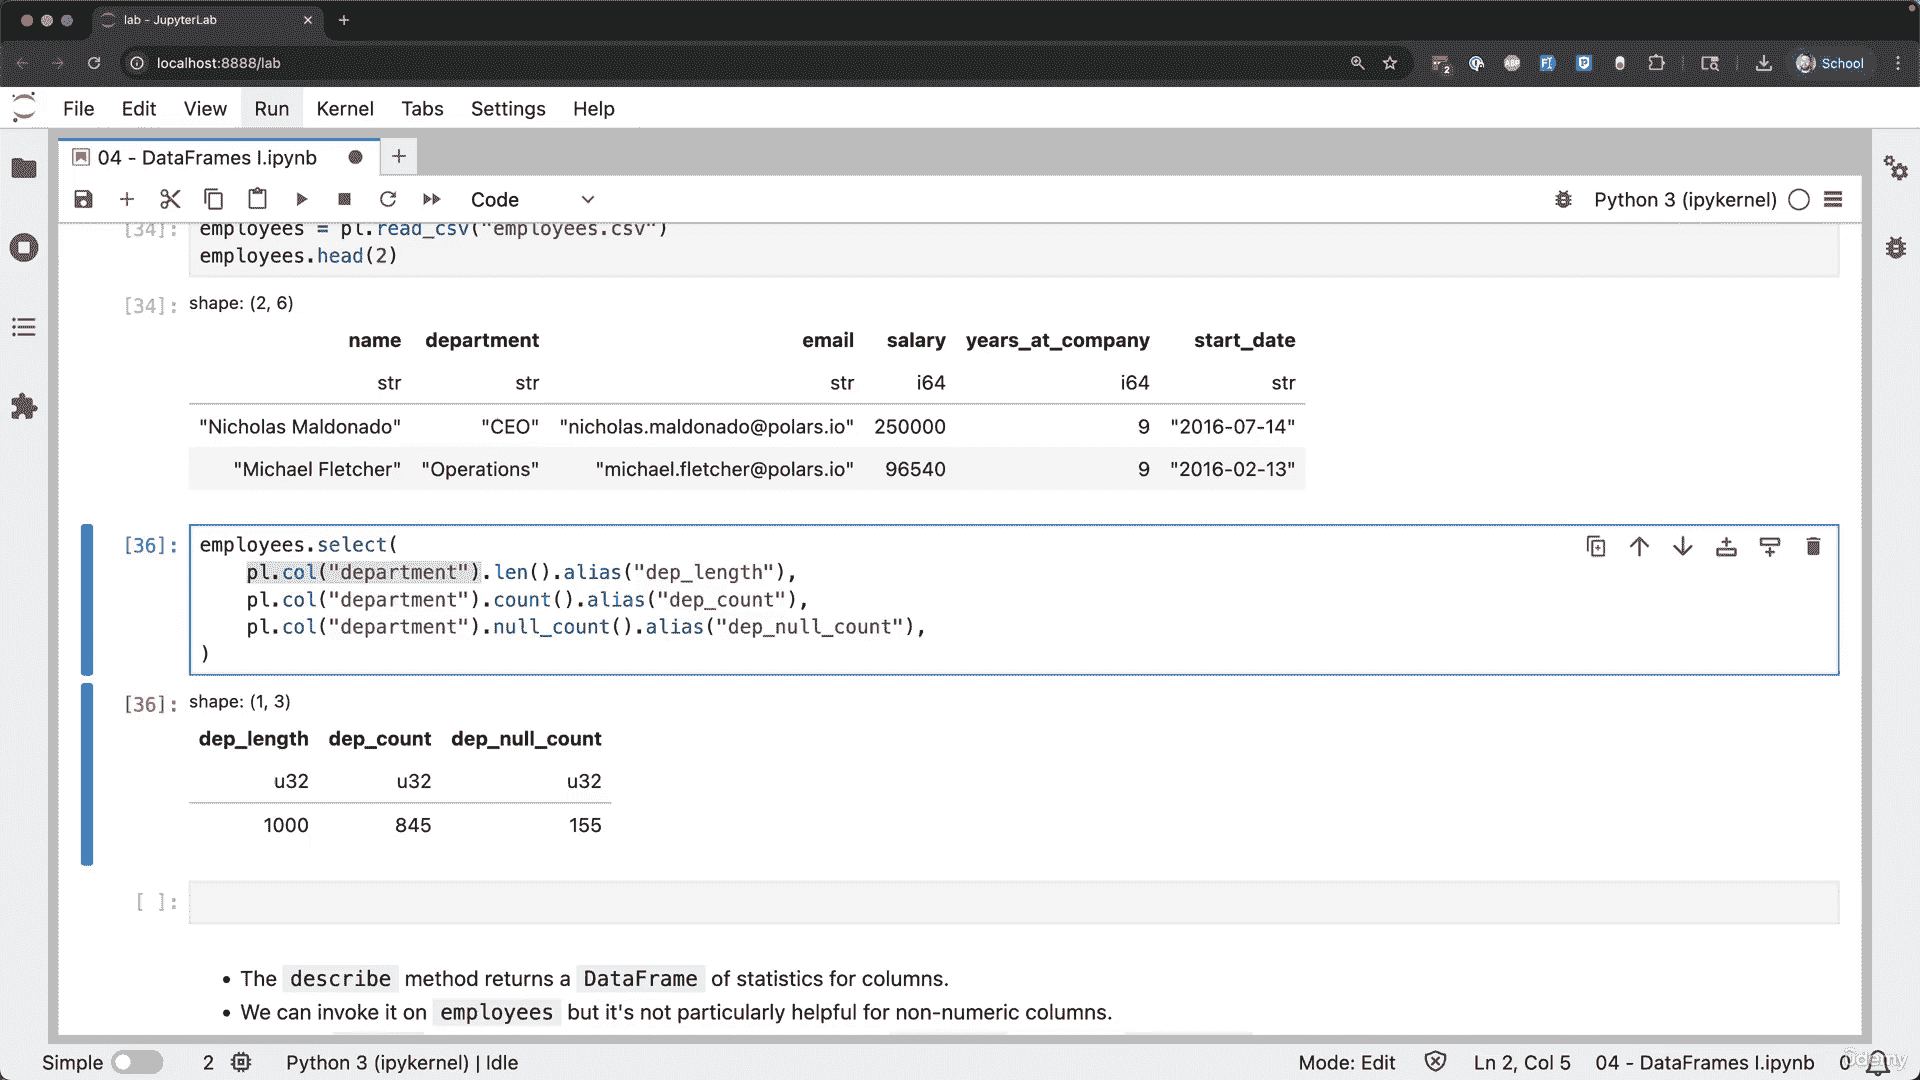 lab - JupyterLab
localhost:8888/lab
2
ABP
School
File Edit View Run Kernel Tabs Settings Help
04 - DataFrames I.ipynb
Code
Python 3 (ipykernel)
[34]: employees = pl.read_csv("employees.csv")
employees.head(2)
[34]: shape: (2, 6)
name department email salary years_at_company start_date
str str str i64 i64 str
"Nicholas Maldonado" "CEO" "nicholas.maldonado@polars.io" 250000 9 "2016-07-14"
"Michael Fletcher" "Operations" "michael.fletcher@polars.io" 96540 9 "2016-02-13"
[36]: employees.select(
pl.col("department").len().alias("dep_length"),
pl.col("department").count().alias("dep_count"),
pl.col("department").null_count().alias("dep_null_count"),
)
[36]: shape: (1, 3)
dep_length dep_count dep_null_count
u32 u32 u32
1000 845 155
[ ]:
• The describe method returns a DataFrame of statistics for columns.
• We can invoke it on employees but it's not particularly helpful for non-numeric columns.
Simple 2 Python 3 (ipykernel) | Idle Mode: Edit Ln 2, Col 5 04 - DataFrames I.ipynb 0
udemy